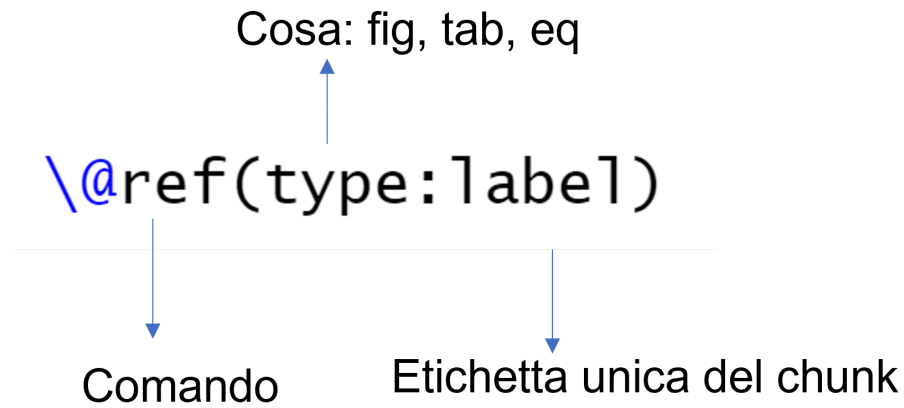 Cosa: fig, tab, eq
\@ref(type:label)
Comando
Etichetta unica del chunk